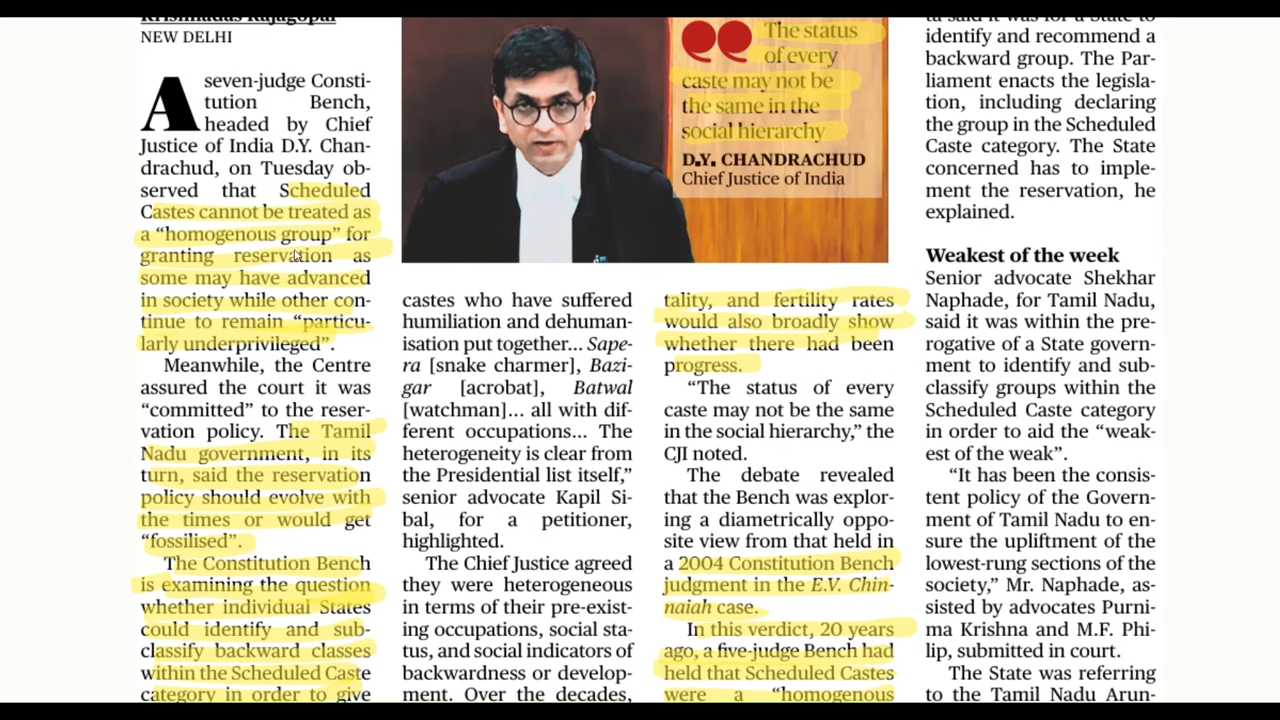 Krishnadas Rajagopal
NEW DELHI
A seven-judge Consti-
tution Bench,
headed by Chief
Justice of India D.Y. Chan-
drachud, on Tuesday ob-
served that Scheduled
Castes cannot be treated as
a “homogenous group” for
granting reservation as
some may have advanced
in society while other con-
tinue to remain “particu-
larly underprivileged”.
Meanwhile, the Centre
assured the court it was
“committed” to the reser-
vation policy. The Tamil
Nadu government, in its
turn, said the reservation
policy should evolve with
the times or would get
“fossilised”.
The Constitution Bench
is examining the question
whether individual States
could identify and sub-
classify backward classes
within the Scheduled Caste
category in order to give
The status
of every
caste may not be
the same in the
social hierarchy
D.Y. CHANDRACHUD
Chief Justice of India
castes who have suffered
humiliation and dehuman-
isation put together... Sape-
ra [snake charmer], Bazi-
gar [acrobat], Batwal
[watchman]... all with dif-
ferent occupations... The
heterogeneity is clear from
the Presidential list itself,”
senior advocate Kapil Si-
bal, for a petitioner,
highlighted.
The Chief Justice agreed
they were heterogeneous
in terms of their pre-exist-
ing occupations, social sta-
tus, and social indicators of
backwardness or develop-
ment. Over the decades,
tality, and fertility rates
would also broadly show
whether there had been
progress.
“The status of every
caste may not be the same
in the social hierarchy,” the
CJI noted.
The debate revealed
that the Bench was explor-
ing a diametrically oppo-
site view from that held in
a 2004 Constitution Bench
judgment in the E.V. Chin-
naiah case.
In this verdict, 20 years
ago, a five-judge Bench had
held that Scheduled Castes
were a “homogenous
ta said it was for a State to
identify and recommend a
backward group. The Par-
liament enacts the legisla-
tion, including declaring
the group in the Scheduled
Caste category. The State
concerned has to imple-
ment the reservation, he
explained.
Weakest of the week
Senior advocate Shekhar
Naphade, for Tamil Nadu,
said it was within the pre-
rogative of a State govern-
ment to identify and sub-
classify groups within the
Scheduled Caste category
in order to aid the “weak-
est of the weak”.
“It has been the consis-
tent policy of the Govern-
ment of Tamil Nadu to en-
sure the upliftment of the
lowest-rung sections of the
society,” Mr. Naphade, as-
sisted by advocates Purni-
ma Krishna and M.F. Phi-
lip, submitted in court.
The State was referring
to the Tamil Nadu Arun-